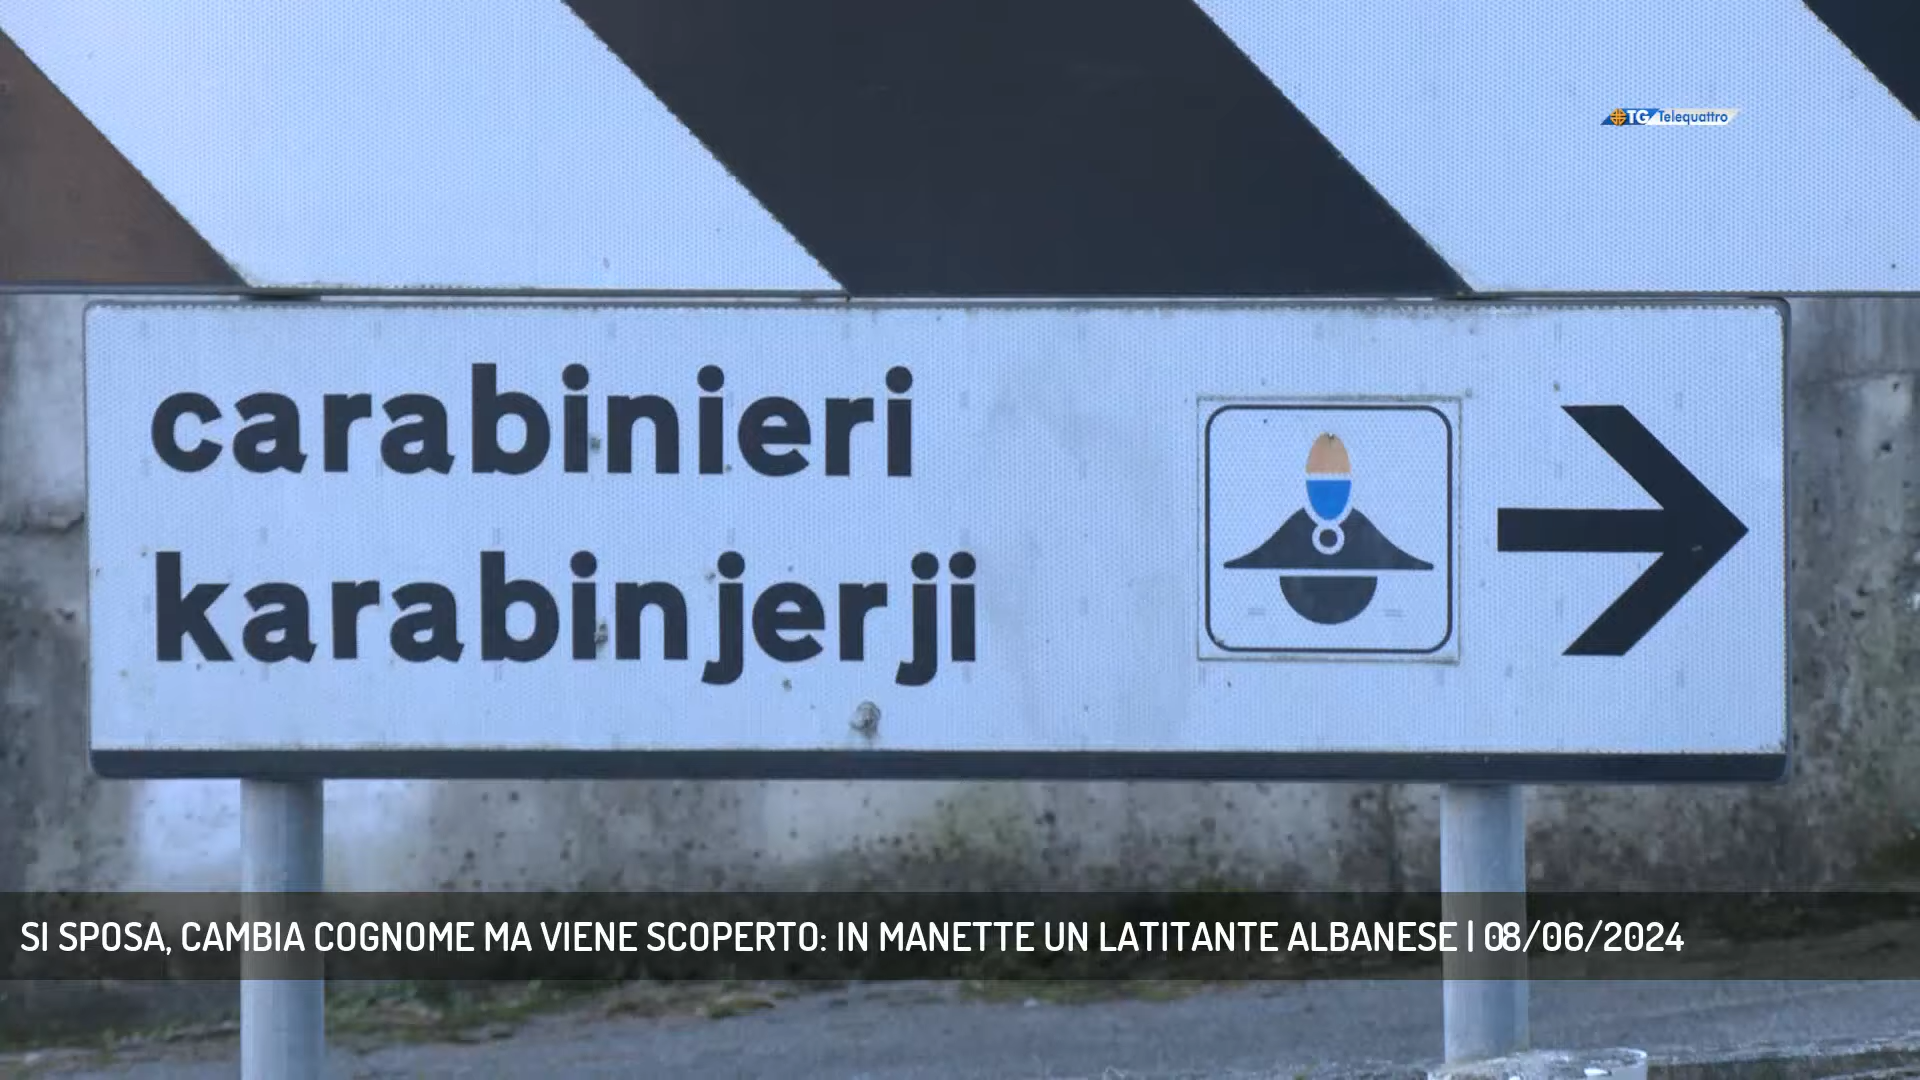 TG Telequattro
carabinieri
karabinjerji
SI SPOSA, CAMBIA COGNOME MA VIENE SCOPERTO: IN MANETTE UN LATITANTE ALBANESE | 08/06/2024